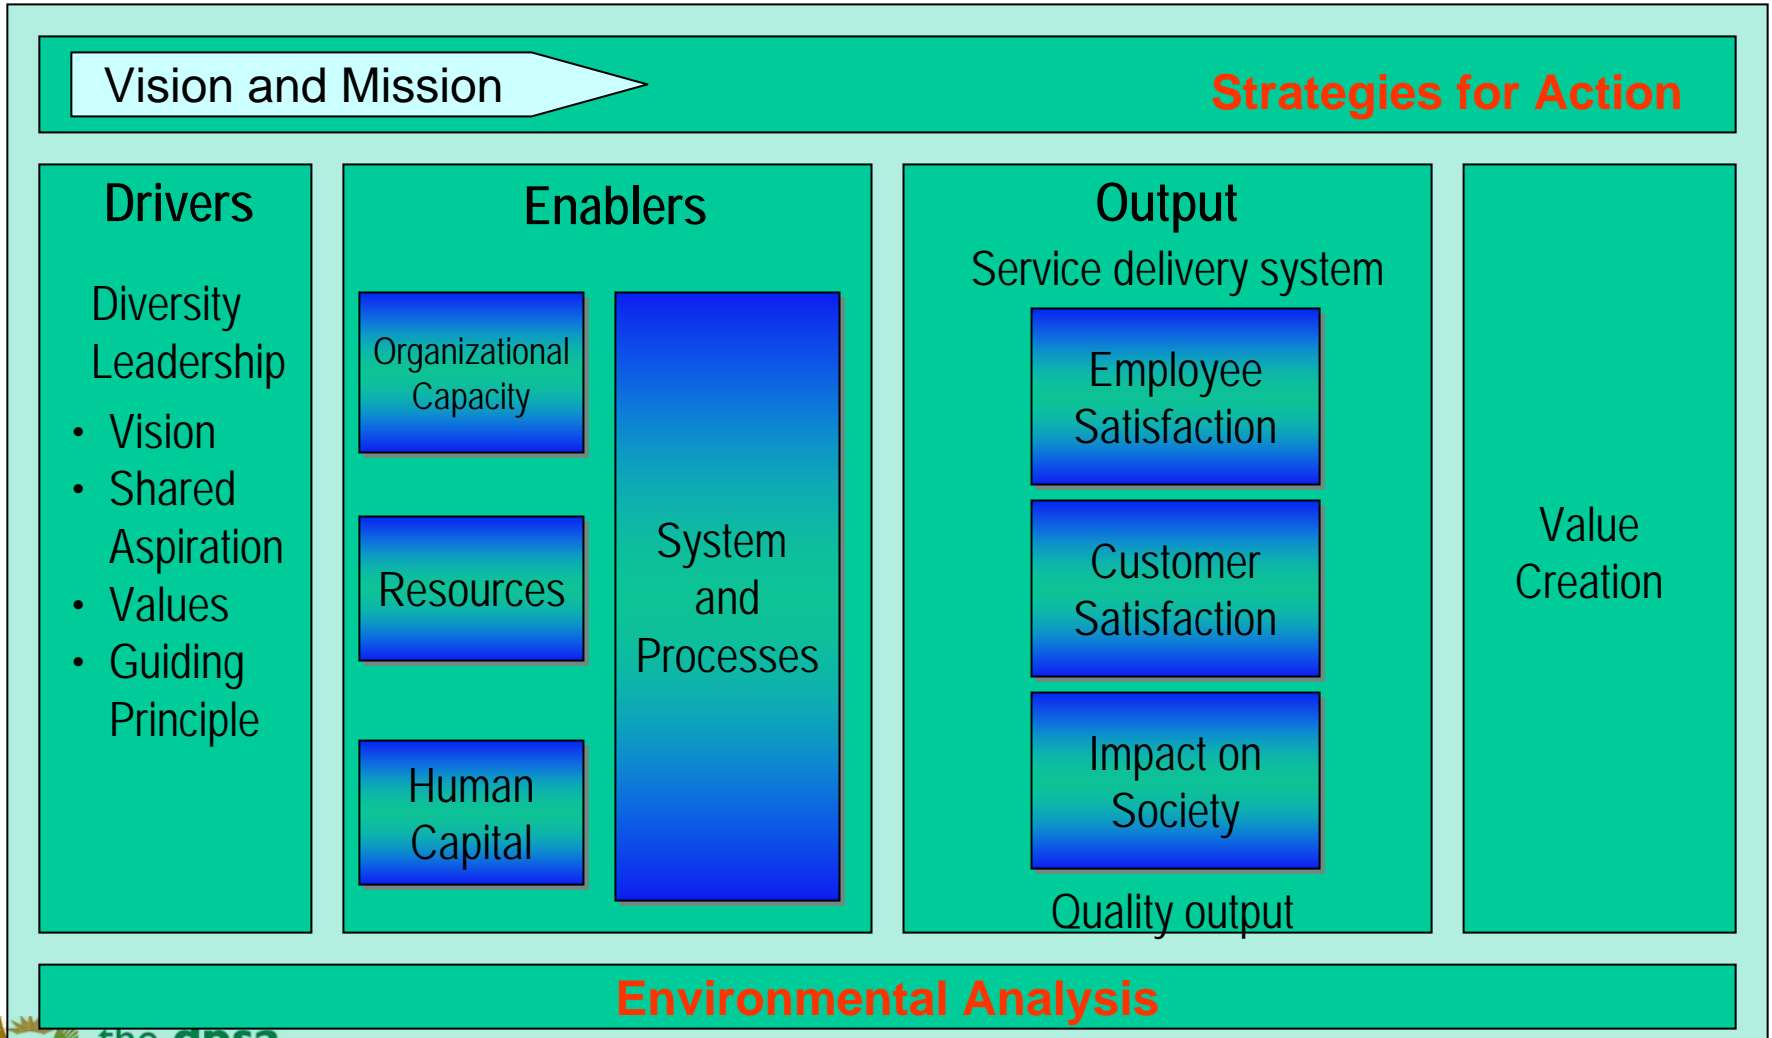 Vision and Mission
Strategies for Action
Drivers
Diversity
Leadership
• Vision
• Shared
Aspiration
• Values
• Guiding
Principle
Enablers
Organizational
Capacity
Resources
Human
Capital
System
and
Processes
Output
Service delivery system
Employee
Satisfaction
Customer
Satisfaction
Impact on
Society
Quality output
Value
Creation
Environmental Analysis
the dpsa